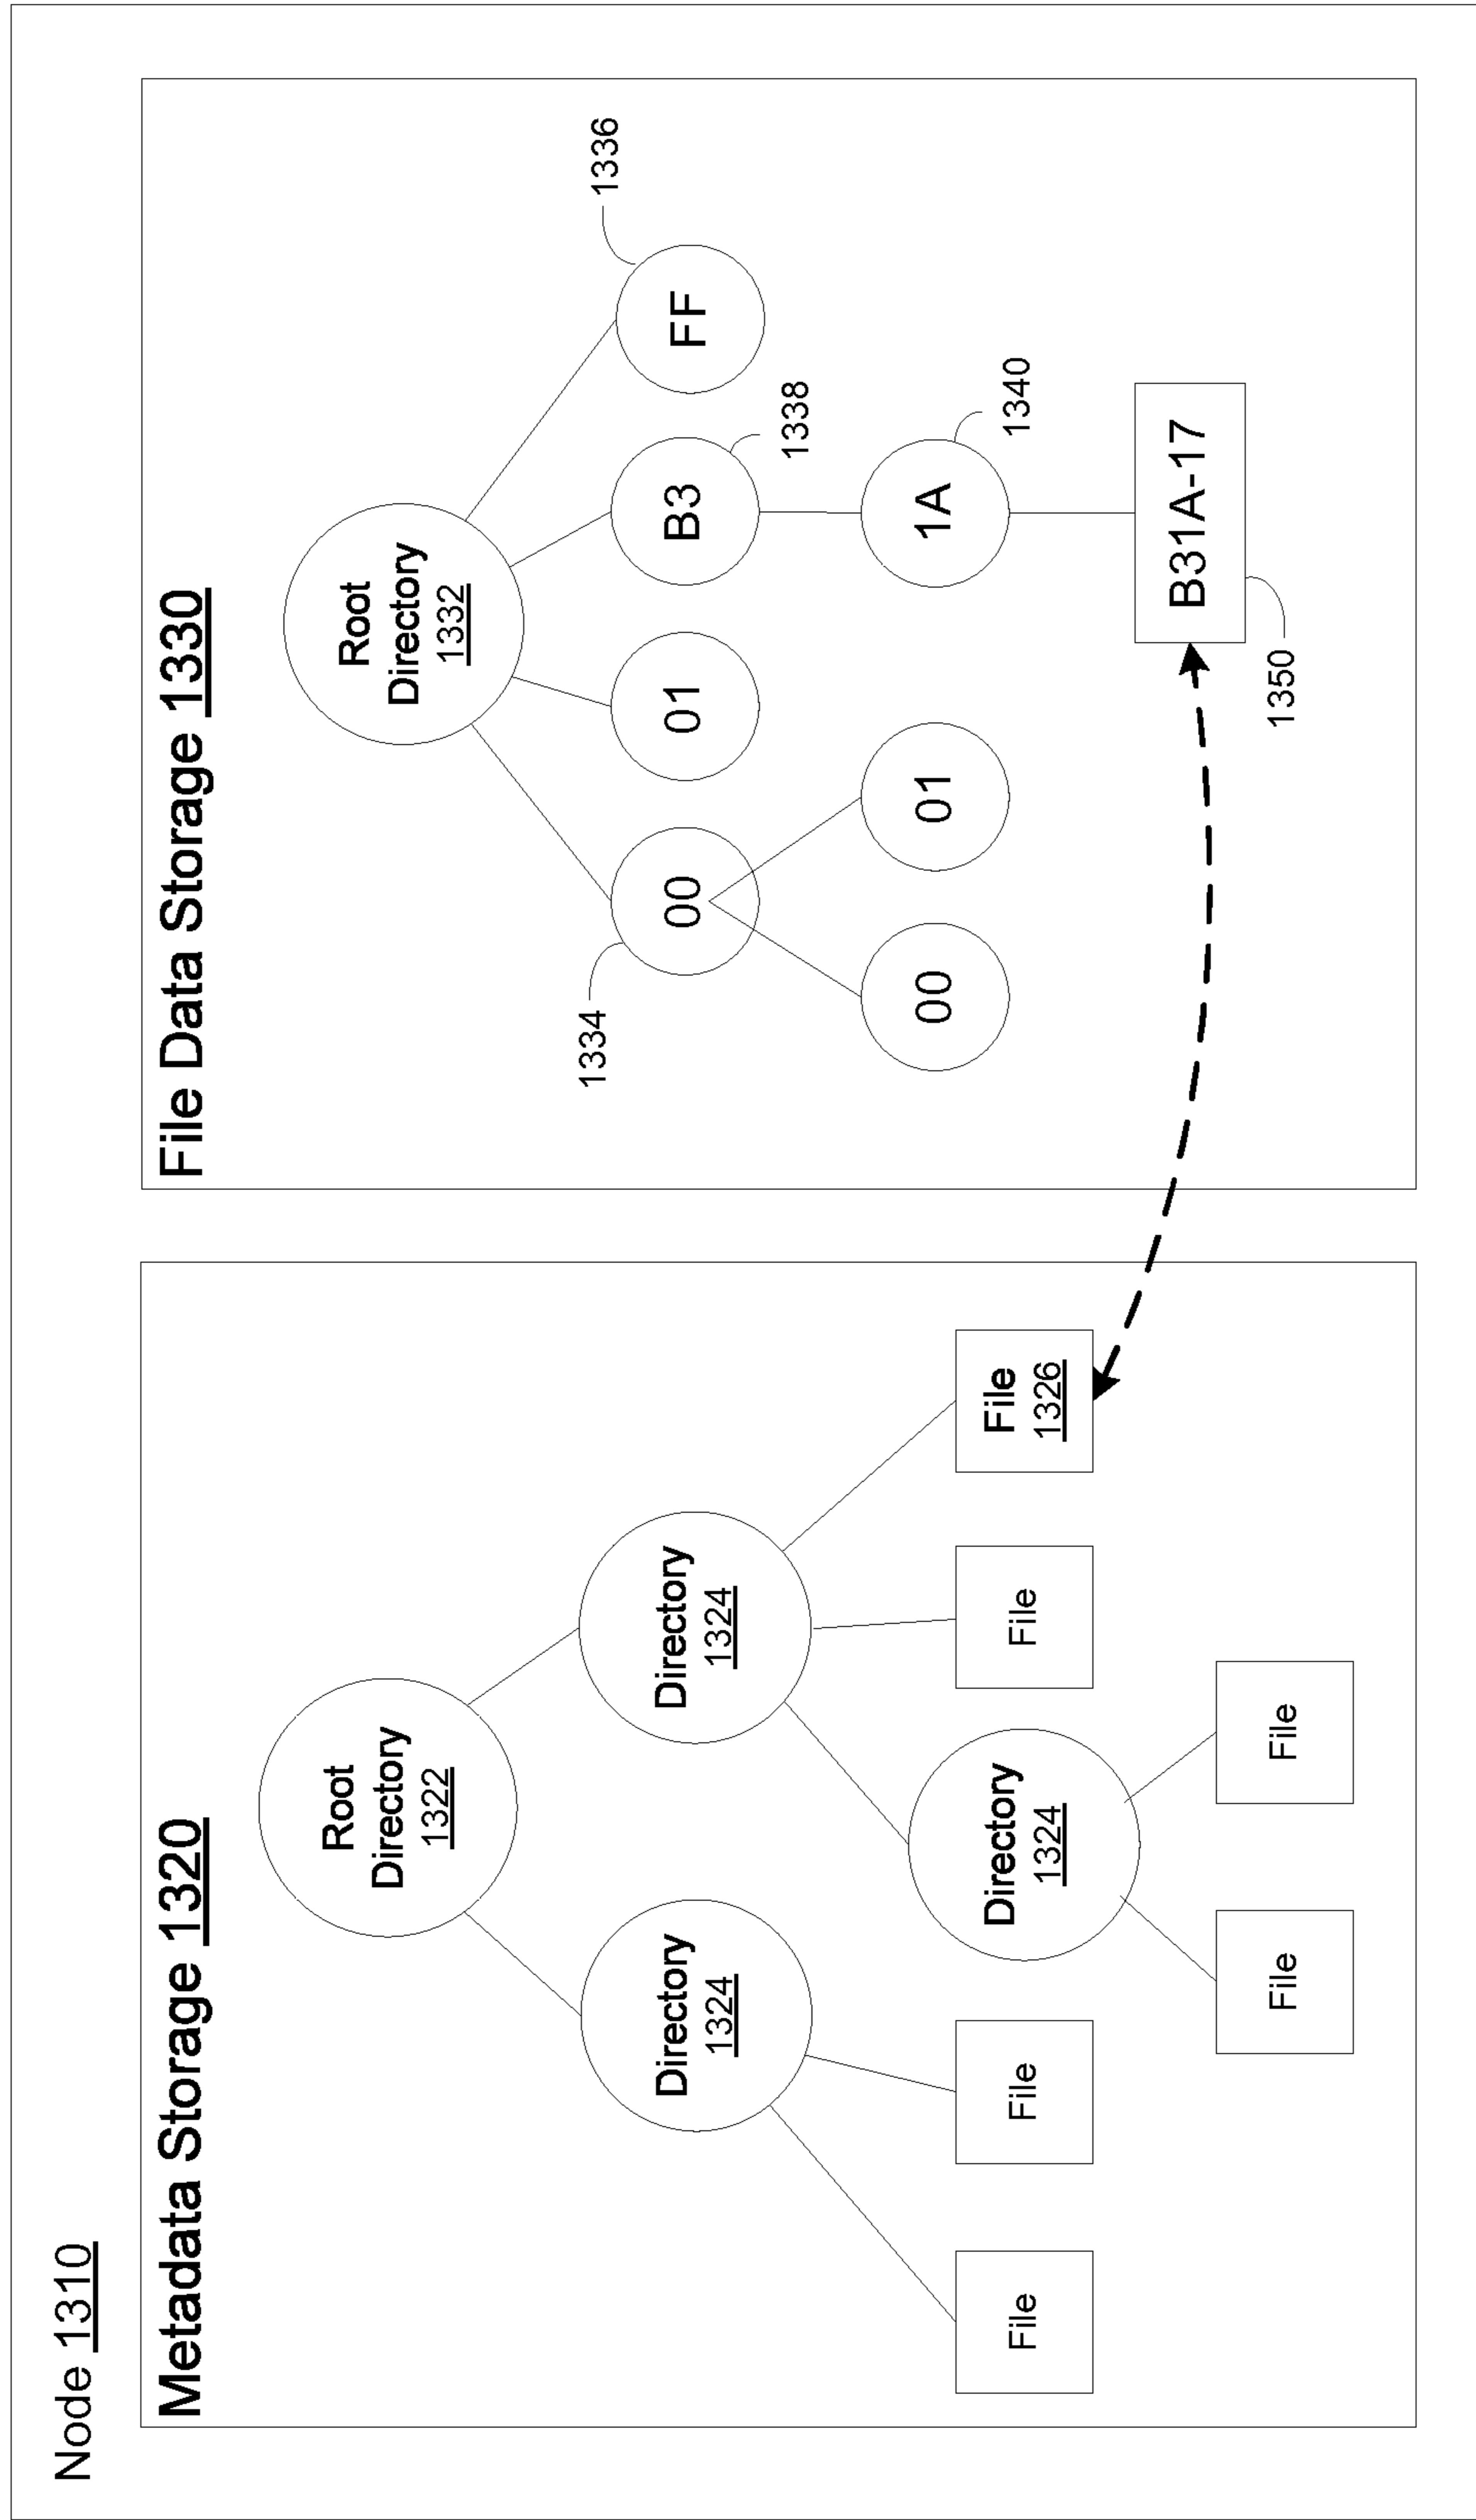 Node 1310
Metadata Storage 1320
Root
Directory
1322
Directory
1324
Directory
1324
File
File
Directory
1324
File
File
1326
File
File
File Data Storage 1330
Root
Directory
1332
1334
00
01
B3
FF
1336
1338
00
01
1A
1340
B31A-17
1350